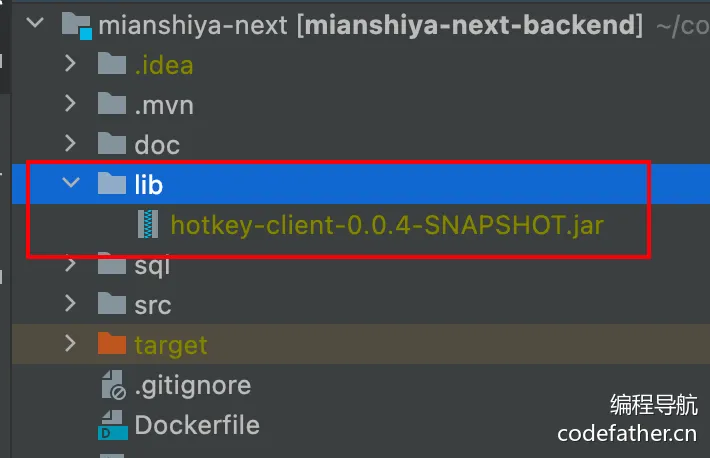 mianshiya-next [mianshiya-next-backend] ~/co
.idea
.mvn
doc
lib
hotkey-client-0.0.4-SNAPSHOT.jar
sql
src
target
.gitignore
Dockerfile
编程导航
codefather.cn